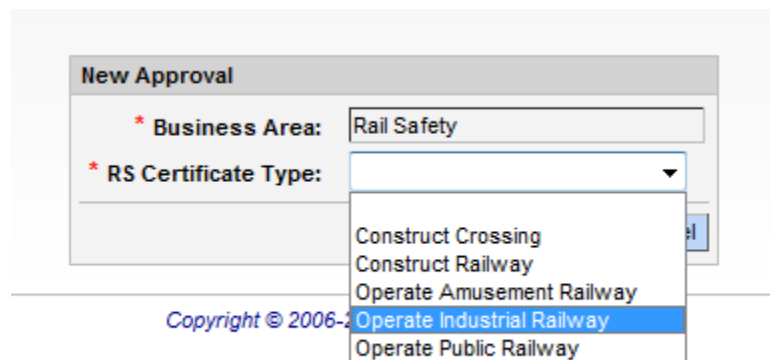 New Approval
* Business Area: Rail Safety
* RS Certificate Type:
Construct Crossing
Construct Railway
Operate Amusement Railway
Copyright © 2006- Operate Industrial Railway
Operate Public Railway